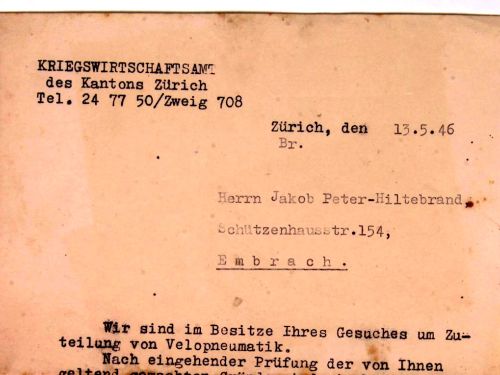 KRIEGSWIRTSCHAFTSAMT
des Kantons Zürich
Tel. 24 77 50/Zweig 708
Zürich, den 13.5.46
Br.
Herrn Jakob Peter-Hiltebrand,
Schützenhausstr.154,
Embrach.
Wir sind im Besitze Ihres Gesuches um Zu-
teilung von Velopneumatik.
Nach eingehender Prüfung der von Ihnen
geltend gemachten